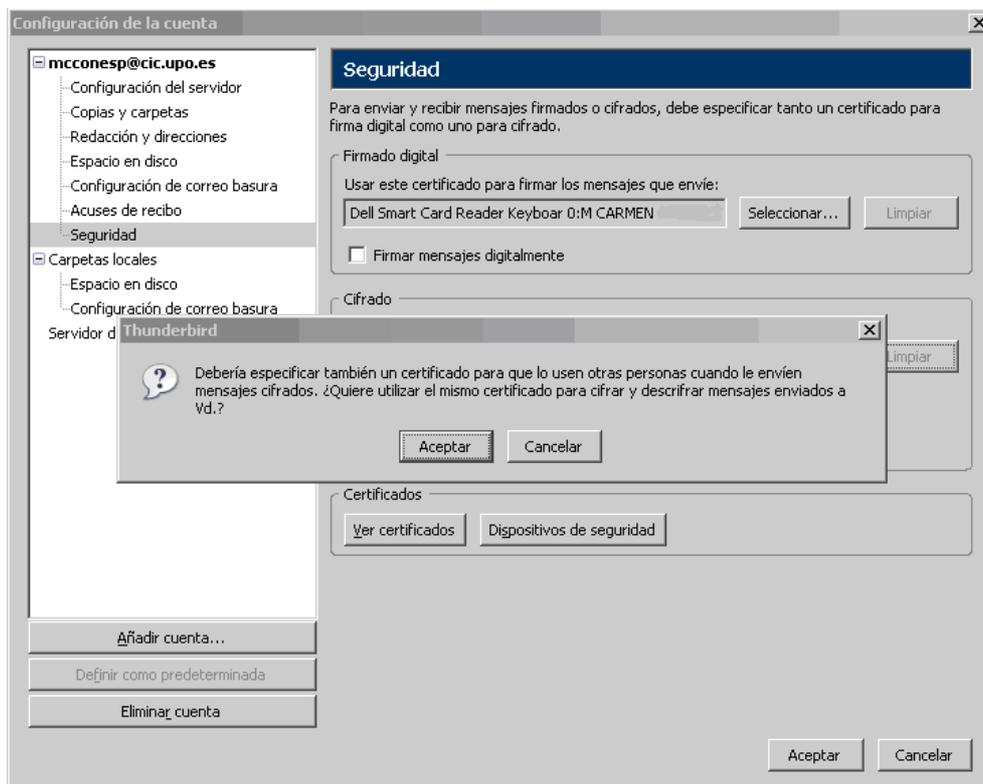 Configuración de la cuenta
mcconesp@cic.upo.es
Configuración del servidor
Copias y carpetas
Redacción y direcciones
Espacio en disco
Configuración de correo basura
Acuses de recibo
Seguridad
Carpetas locales
Espacio en disco
Configuración de correo basura
Servidor d
Seguridad
Para enviar y recibir mensajes firmados o cifrados, debe especificar tanto un certificado para
firma digital como uno para cifrado.
Firmado digital
Usar este certificado para firmar los mensajes que envíe:
Dell Smart Card Reader Keyboar 0:M CARMEN
Seleccionar...
Limpiar
Firmar mensajes digitalmente
Cifrado
Limpiar
Thunderbird
Debería especificar también un certificado para que lo usen otras personas cuando le envíen
mensajes cifrados. ¿Quiere utilizar el mismo certificado para cifrar y descrifrar mensajes enviados a
Vd.?
Aceptar
Cancelar
Certificados
Ver certificados
Dispositivos de seguridad
Añadir cuenta...
Definir como predeterminada
Eliminar cuenta
Aceptar
Cancelar